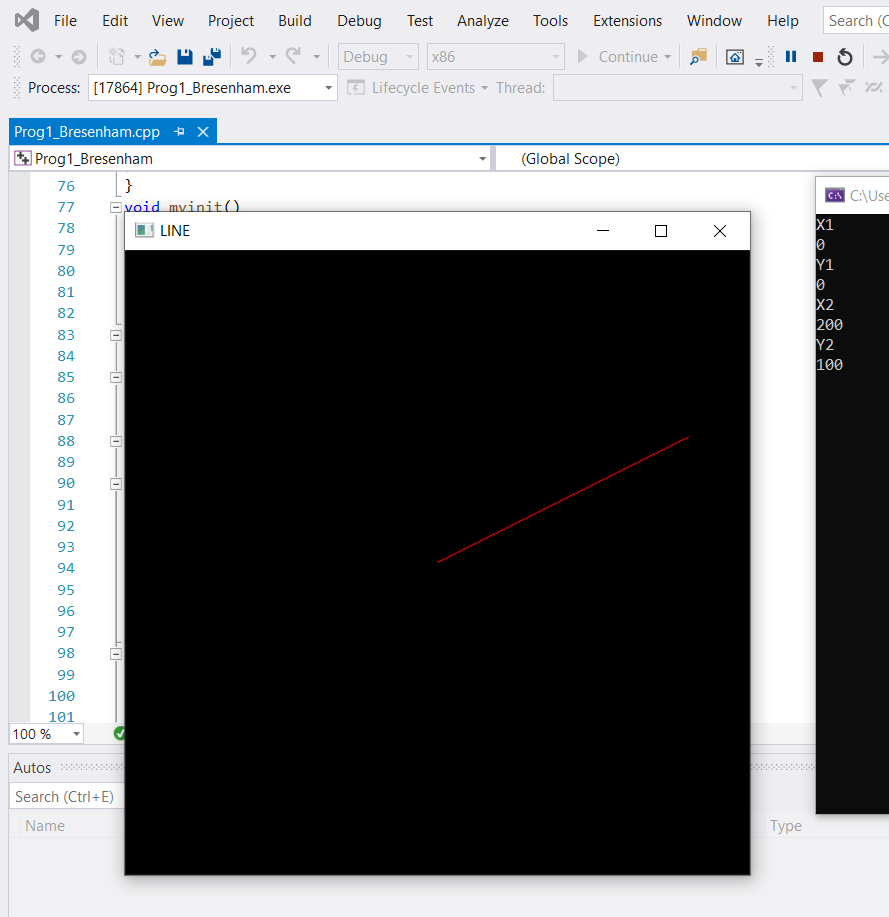 File Edit View Project Build Debug Test Analyze Tools Extensions Window Help Search (C
Debug x86 Continue
Process: [17864] Prog1_Bresenham.exe Lifecycle Events Thread:
Prog1_Bresenham.cpp
Prog1_Bresenham (Global Scope)
76 }
77 void myinit()
78
79
80
81
82
83
84
85
86
87
88
89
90
91
92
93
94
95
96
97
98
99
100
101
LINE
C:\Use
X1
0
Y1
0
X2
200
Y2
100
100 %
Autos
Search (Ctrl+E)
Name Type